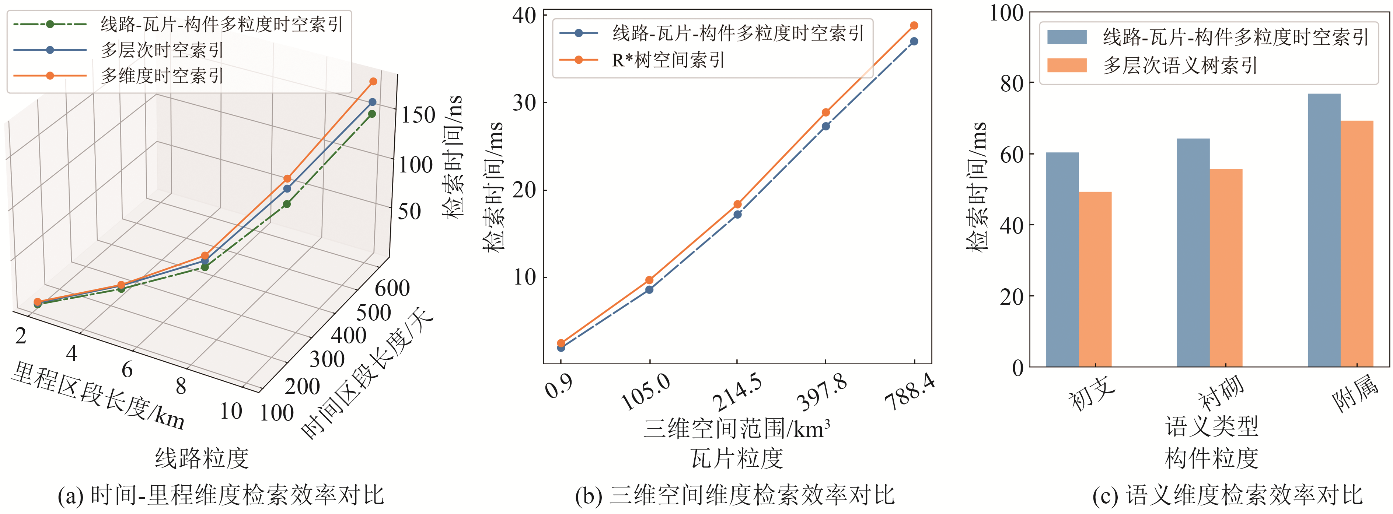 线路-瓦片-构件多粒度时空索引
多层次时空索引
多维度时空索引
150
100
50
检索时间/ns
2
4
6
8
10
里程区段长度/km
100
200
300
400
500
600
时间区段长度/天
线路粒度
(a) 时间-里程维度检索效率对比
线路-瓦片-构件多粒度时空索引
R*树空间索引
40
30
20
10
检索时间/ms
0.9
105.0
214.5
397.8
788.4
三维空间范围/km³
瓦片粒度
(b) 三维空间维度检索效率对比
线路-瓦片-构件多粒度时空索引
多层次语义树索引
100
80
60
40
20
0
检索时间/ms
初支
衬砌
附属
语义类型
构件粒度
(c) 语义维度检索效率对比